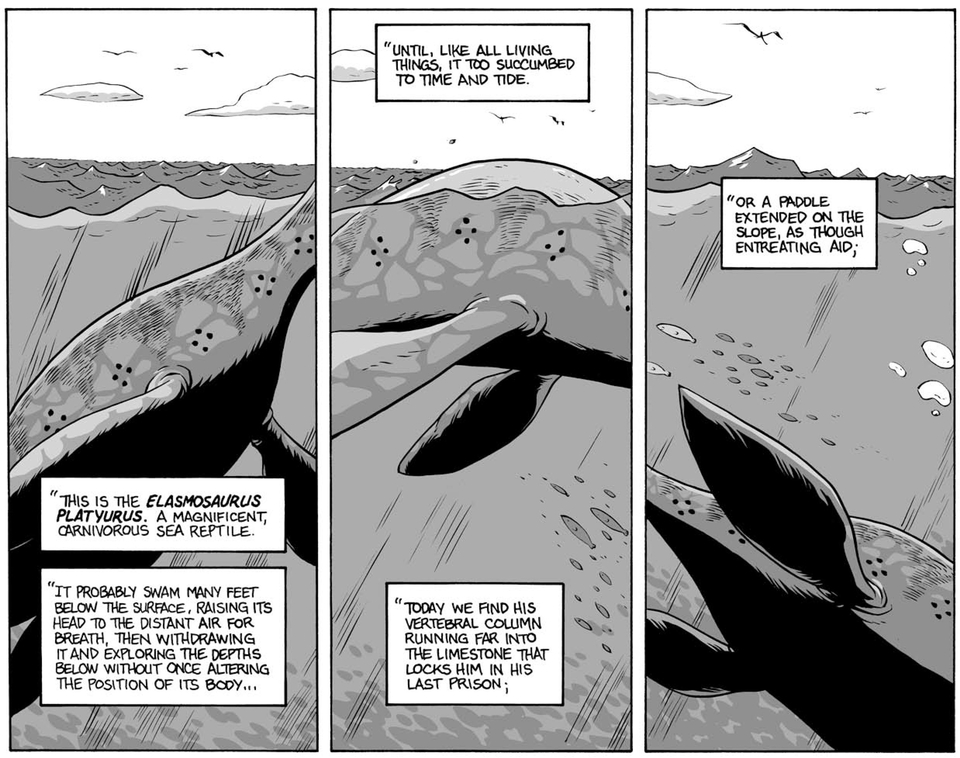 "THIS IS THE ELASMOSAURUS
PLATYURUS. A MAGNIFICENT,
CARNIVOROUS SEA REPTILE.
"IT PROBABLY SWAM MANY FEET
BELOW THE SURFACE, RAISING ITS
HEAD TO THE DISTANT AIR FOR
BREATH, THEN WITHDRAWING
IT AND EXPLORING THE DEPTHS
BELOW WITHOUT ONCE ALTERING
THE POSITION OF ITS BODY...
"UNTIL, LIKE ALL LIVING
THINGS, IT TOO SUCCUMBED
TO TIME AND TIDE.
"TODAY WE FIND HIS
VERTEBRAL COLUMN
RUNNING FAR INTO
THE LIMESTONE THAT
LOCKS HIM IN HIS
LAST PRISON;
"OR A PADDLE
EXTENDED ON THE
SLOPE, AS THOUGH
ENTREATING AID;